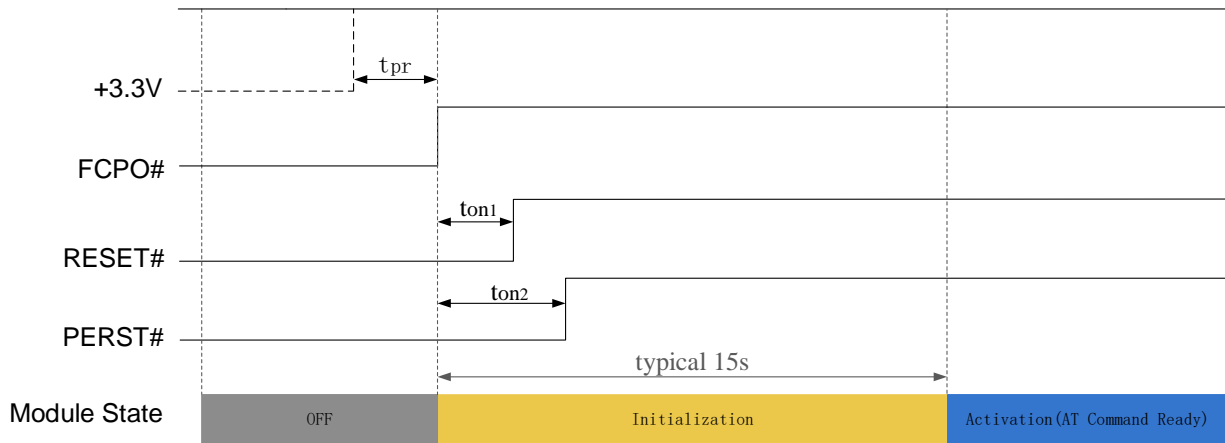 tpr
+3.3V
FCPO#
ton1
RESET#
ton2
PERST#
typical 15s
Module State OFF Initialization Activation(AT Command Ready)